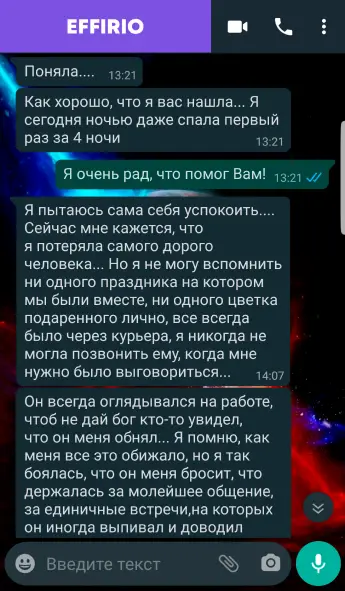 EFFIRIO
Поняла....
13:21
Как хорошо, что я вас нашла... Я
сегодня ночью даже спала первый
раз за 4 ночи
13:21
Я очень рад, что помог Вам!
13:21
Я пытаюсь сама себя успокоить....
Сейчас мне кажется, что
я потеряла самого дорого
человека... Но я не могу вспомнить
ни одного праздника на котором
мы были вместе, ни одного цветка
подаренного лично, все всегда
было через курьера, я никогда не
могла позвонить ему, когда мне
нужно было выговориться...
14:07
Он всегда оглядывался на работе,
чтоб не дай бог кто-то увидел,
что он меня обнял... Я помню, как
меня все это обижало, но я так
боялась, что он меня бросит, что
держалась за малейшее общение,
за единичные встречи,на которых
он иногда выпивал и доводил
Введите текст